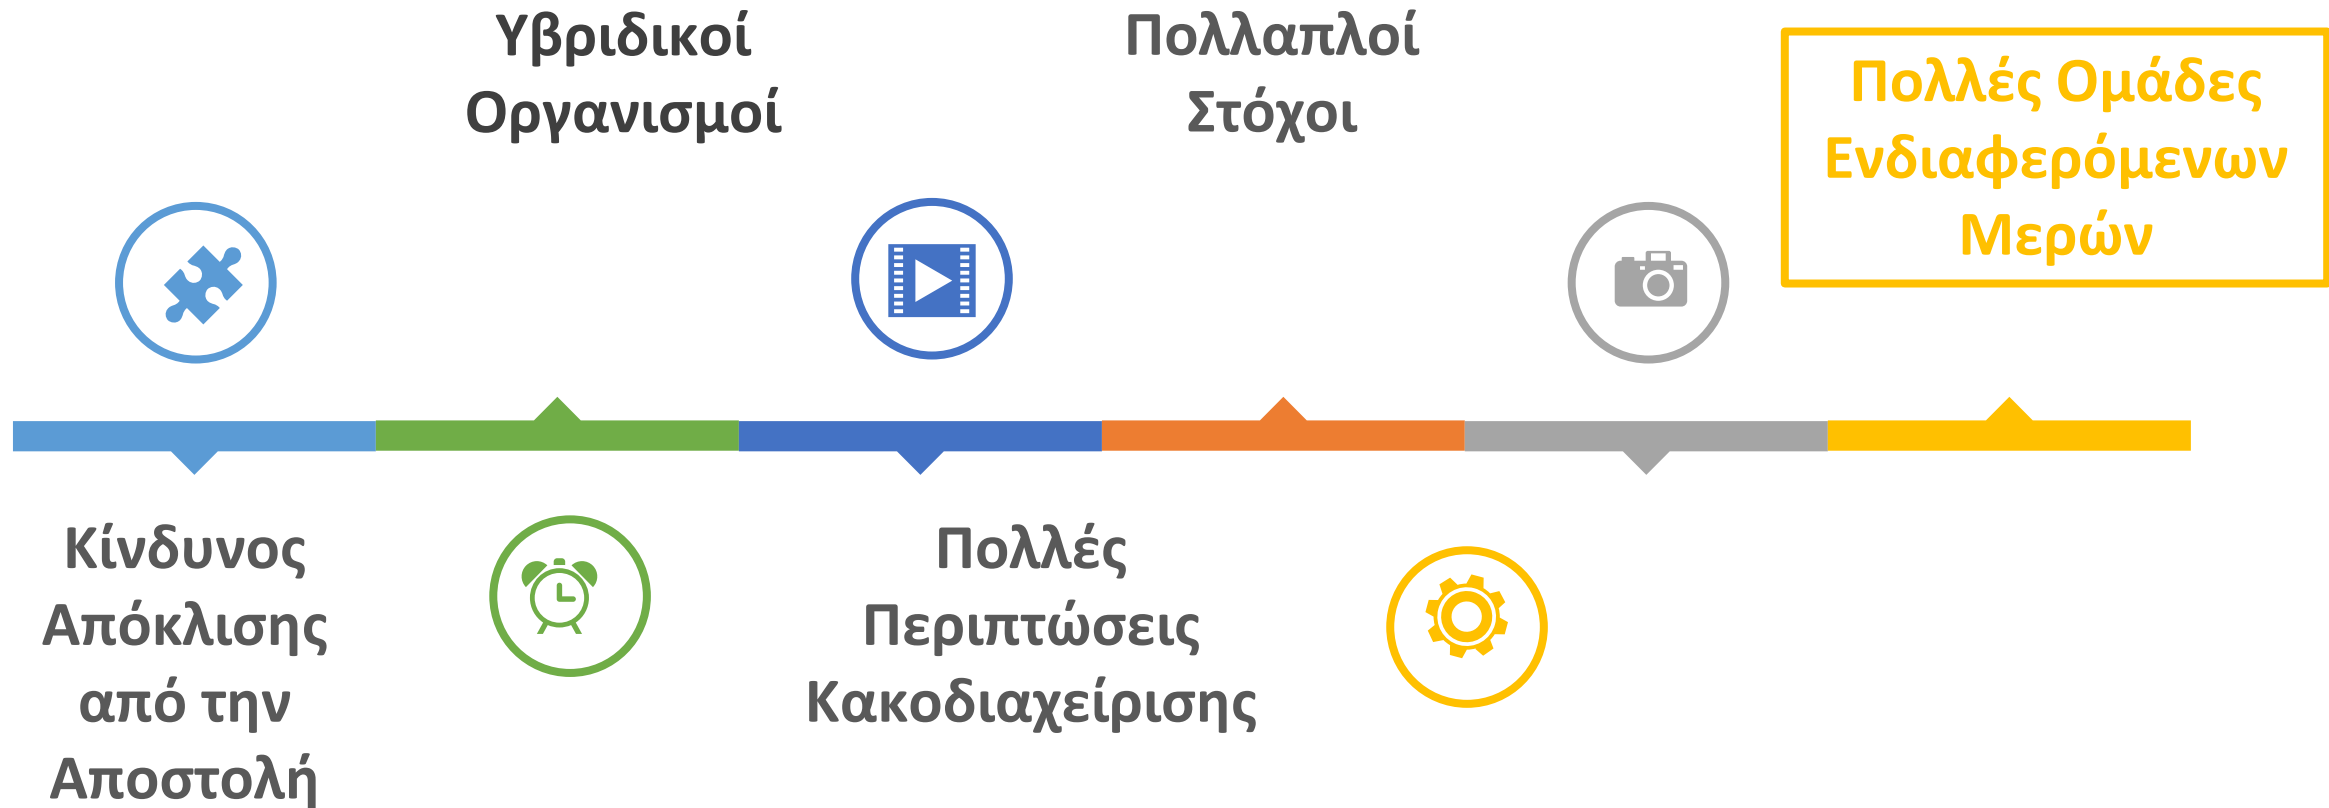 Υβριδικοί
Οργανισμοί
Πολλαπλοί
Στόχοι
Πολλές Ομάδες
Ενδιαφερόμενων
Μερών
Κίνδυνος
Απόκλισης
από την
Αποστολή
Πολλές
Περιπτώσεις
Κακοδιαχείρισης